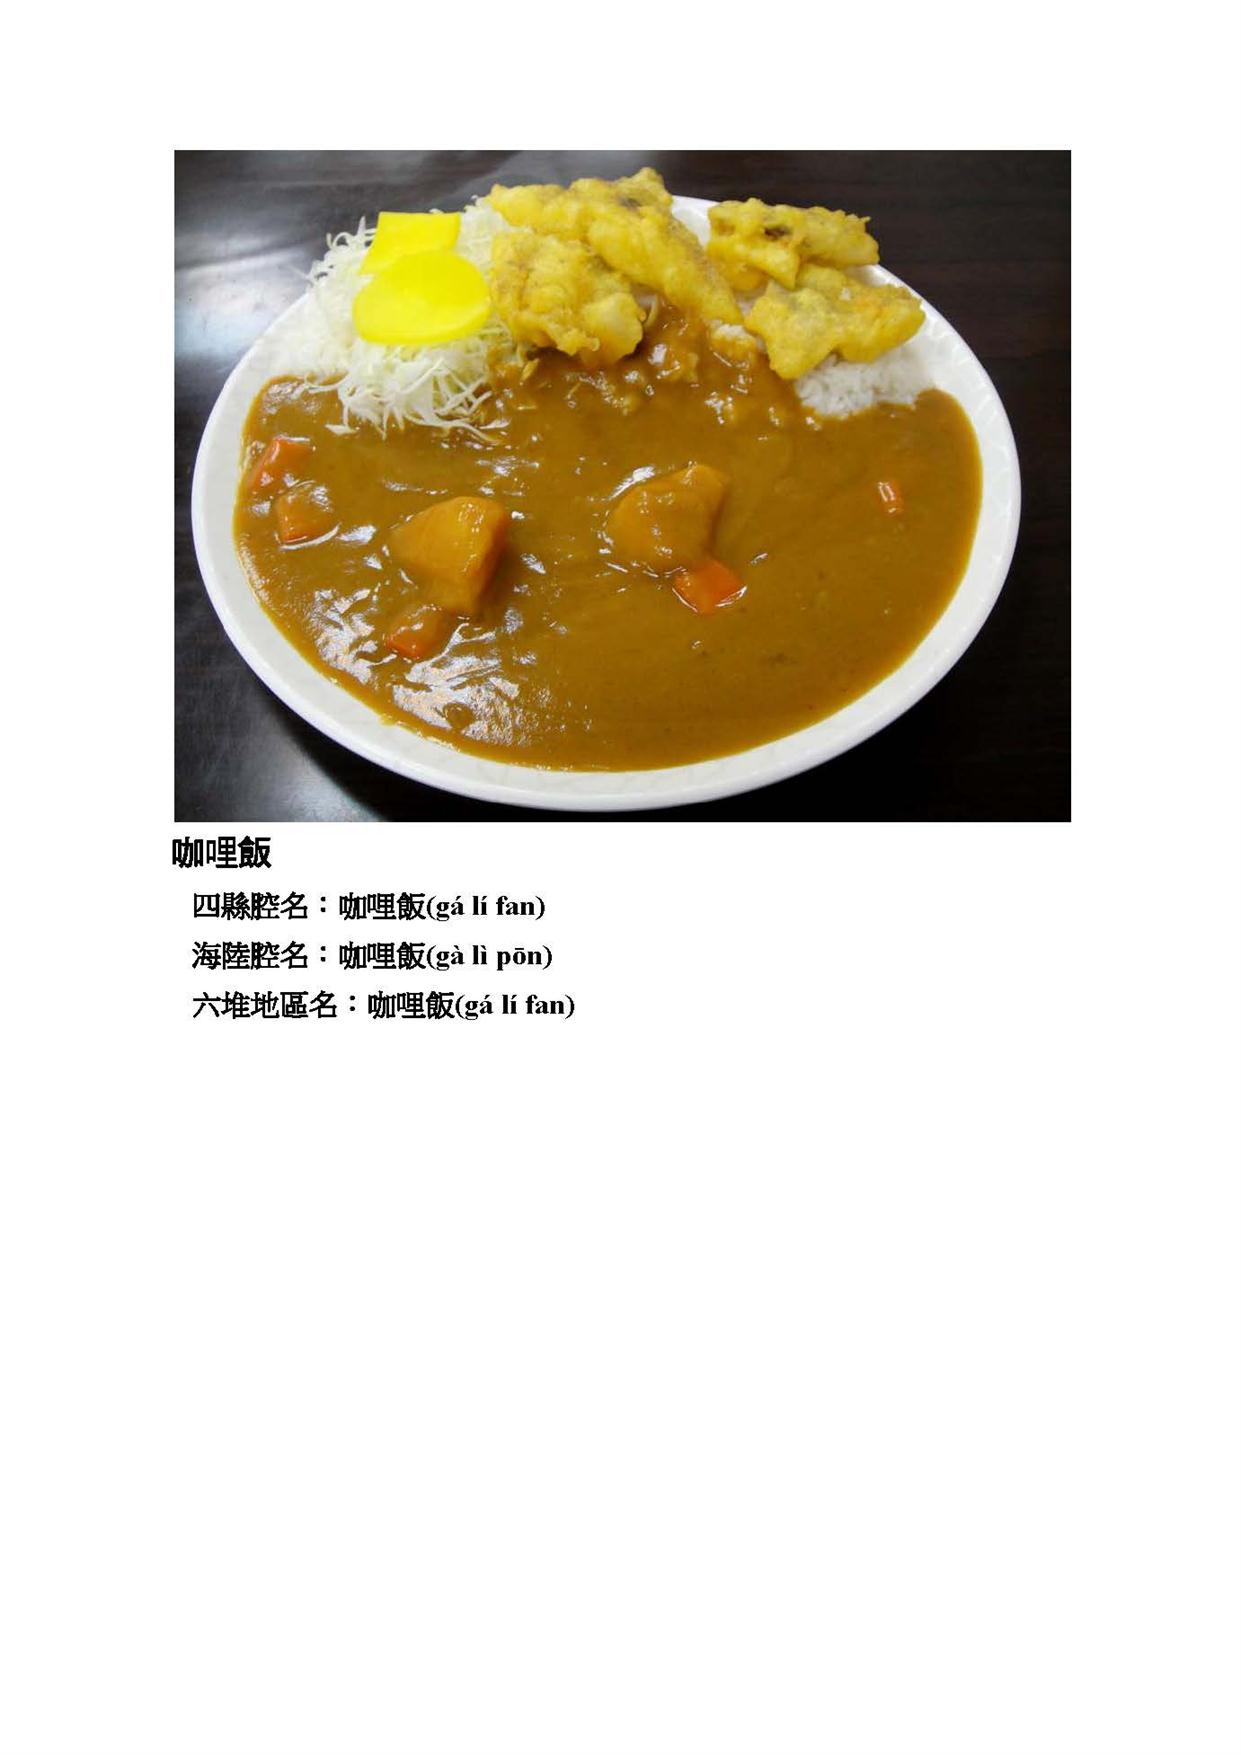 咖哩飯
四縣腔名：咖哩飯(gá lí fan)
海陸腔名：咖哩飯(gà lì pōn)
六堆地區名：咖哩飯(gá lí fan)